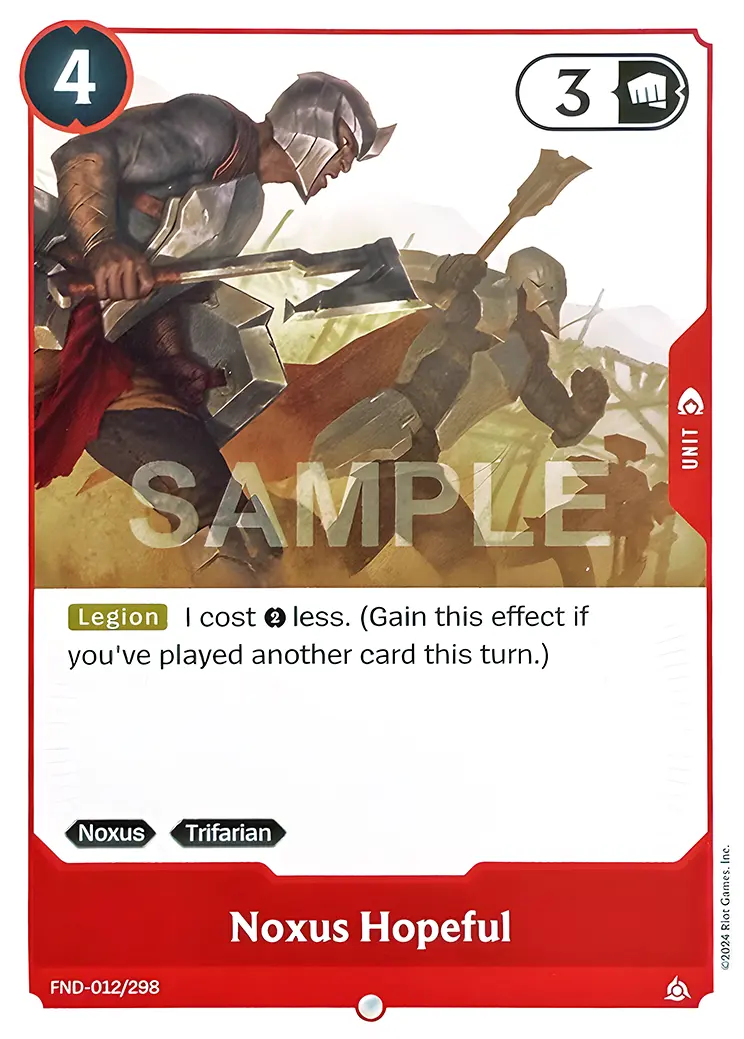 4
3
UNIT
SAMPLE
Legion I cost 2 less. (Gain this effect if
you've played another card this turn.)
Noxus Trifarian
Noxus Hopeful
FND-012/298
©2024 Riot Games, Inc.